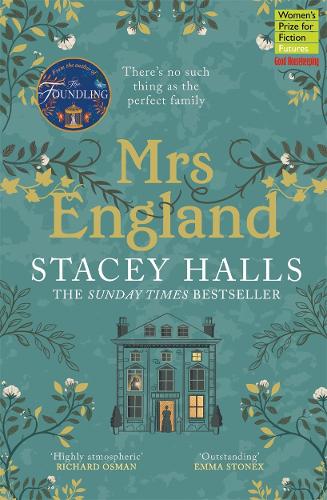 From the author of
The
FOUNDLING
Women's
Prize for
Fiction
Futures
Good Housekeeping
There's no such
thing as the
perfect family
Mrs
England
STACEY HALLS
THE SUNDAY TIMES BESTSELLER
'Highly atmospheric'
RICHARD OSMAN
'Outstanding'
EMMA STONEX